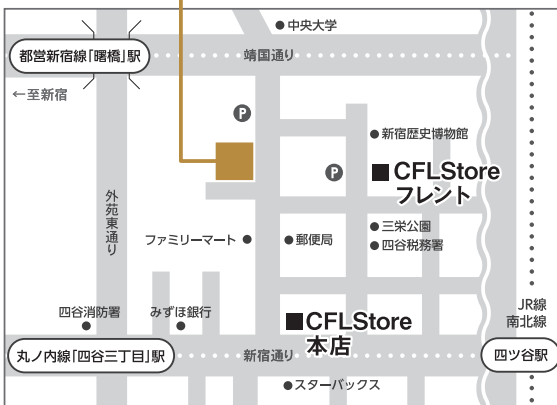 中央大学
都営新宿線「曙橋」駅
靖国通り
←至新宿
P
新宿歴史博物館
P
CFLStore
フレント
外苑東通り
三栄公園
ファミリーマート
郵便局
四谷税務署
JR線
南北線
四谷消防署
みずほ銀行
CFLStore
本店
丸ノ内線「四谷三丁目」駅
新宿通り
四ツ谷駅
スターバックス